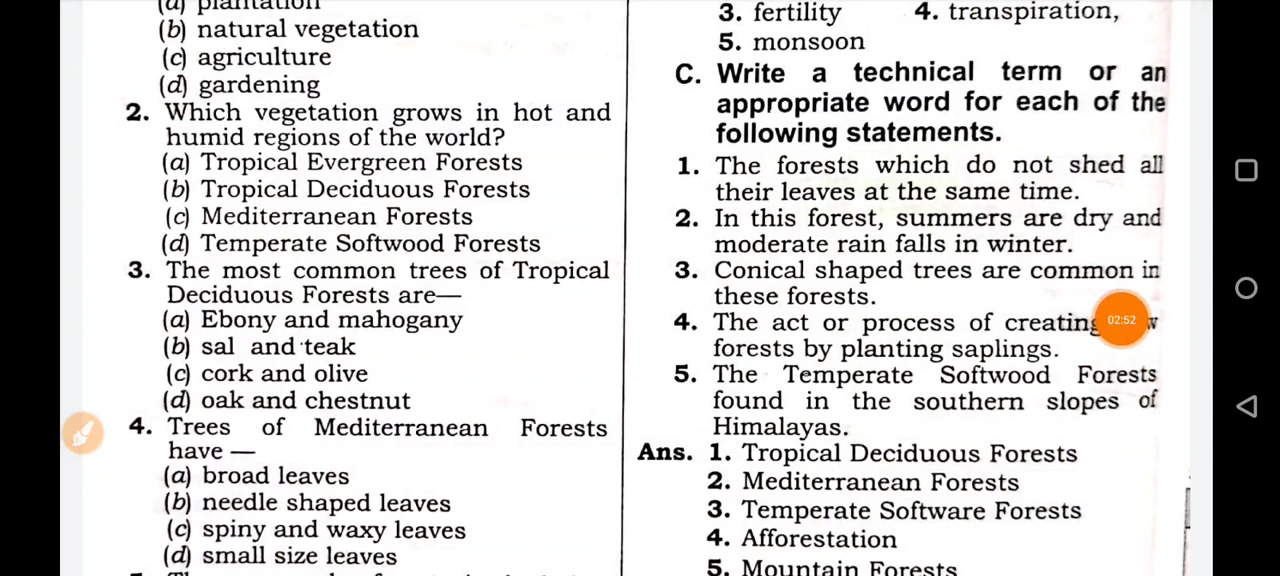 (a) plantation
(b) natural vegetation
(c) agriculture
(d) gardening
2. Which vegetation grows in hot and
humid regions of the world?
(a) Tropical Evergreen Forests
(b) Tropical Deciduous Forests
(c) Mediterranean Forests
(d) Temperate Softwood Forests
3. The most common trees of Tropical
Deciduous Forests are—
(a) Ebony and mahogany
(b) sal and teak
(c) cork and olive
(d) oak and chestnut
4. Trees of Mediterranean Forests
have —
(a) broad leaves
(b) needle shaped leaves
(c) spiny and waxy leaves
(d) small size leaves
3. fertility 4. transpiration,
5. monsoon
C. Write a technical term or an
appropriate word for each of the
following statements.
1. The forests which do not shed all
their leaves at the same time.
2. In this forest, summers are dry and
moderate rain falls in winter.
3. Conical shaped trees are common in
these forests.
4. The act or process of creating
forests by planting saplings.
5. The Temperate Softwood Forests
found in the southern slopes of
Himalayas.
Ans. 1. Tropical Deciduous Forests
2. Mediterranean Forests
3. Temperate Software Forests
4. Afforestation
5. Mountain Forests
02:52